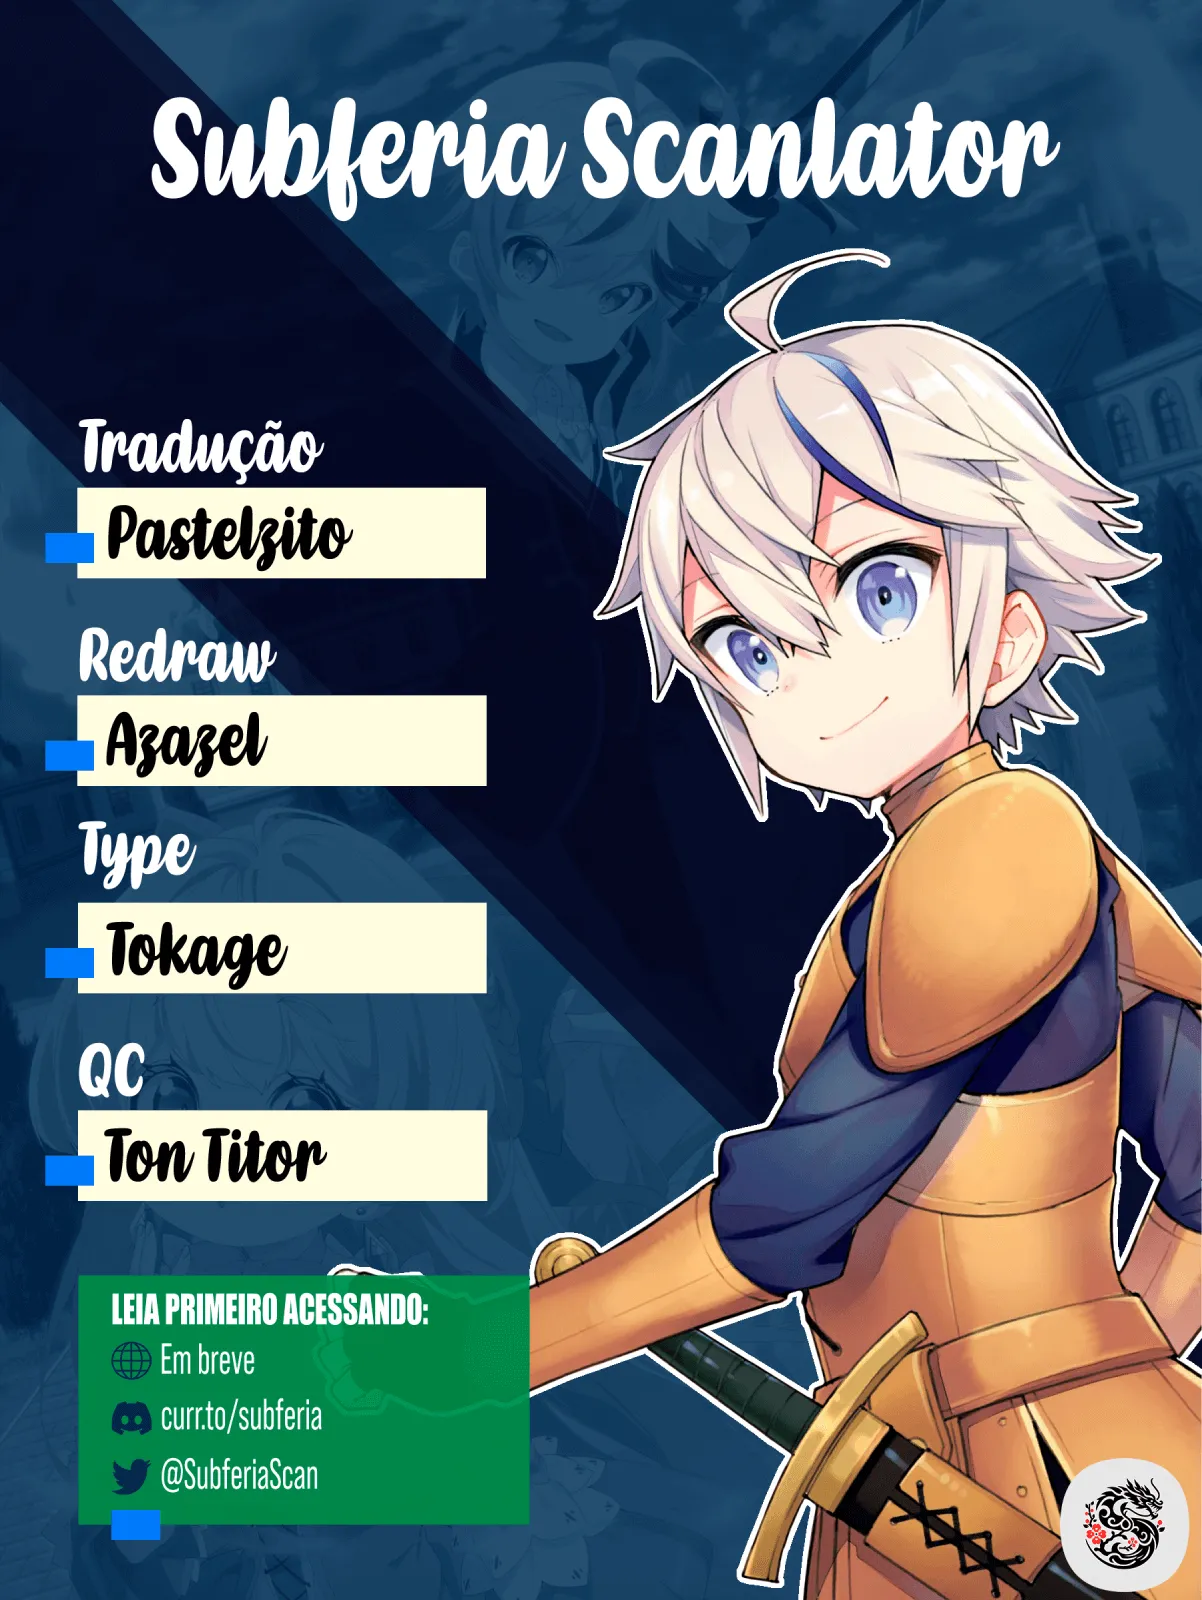 Subferia Scanlator
Tradução
Pastelzito
Redraw
Azazel
Type
Tokage
QC
Ton Titor
LEIA PRIMEIRO ACESSANDO:
Em breve
curr.to/subferia
@SubferiaScan